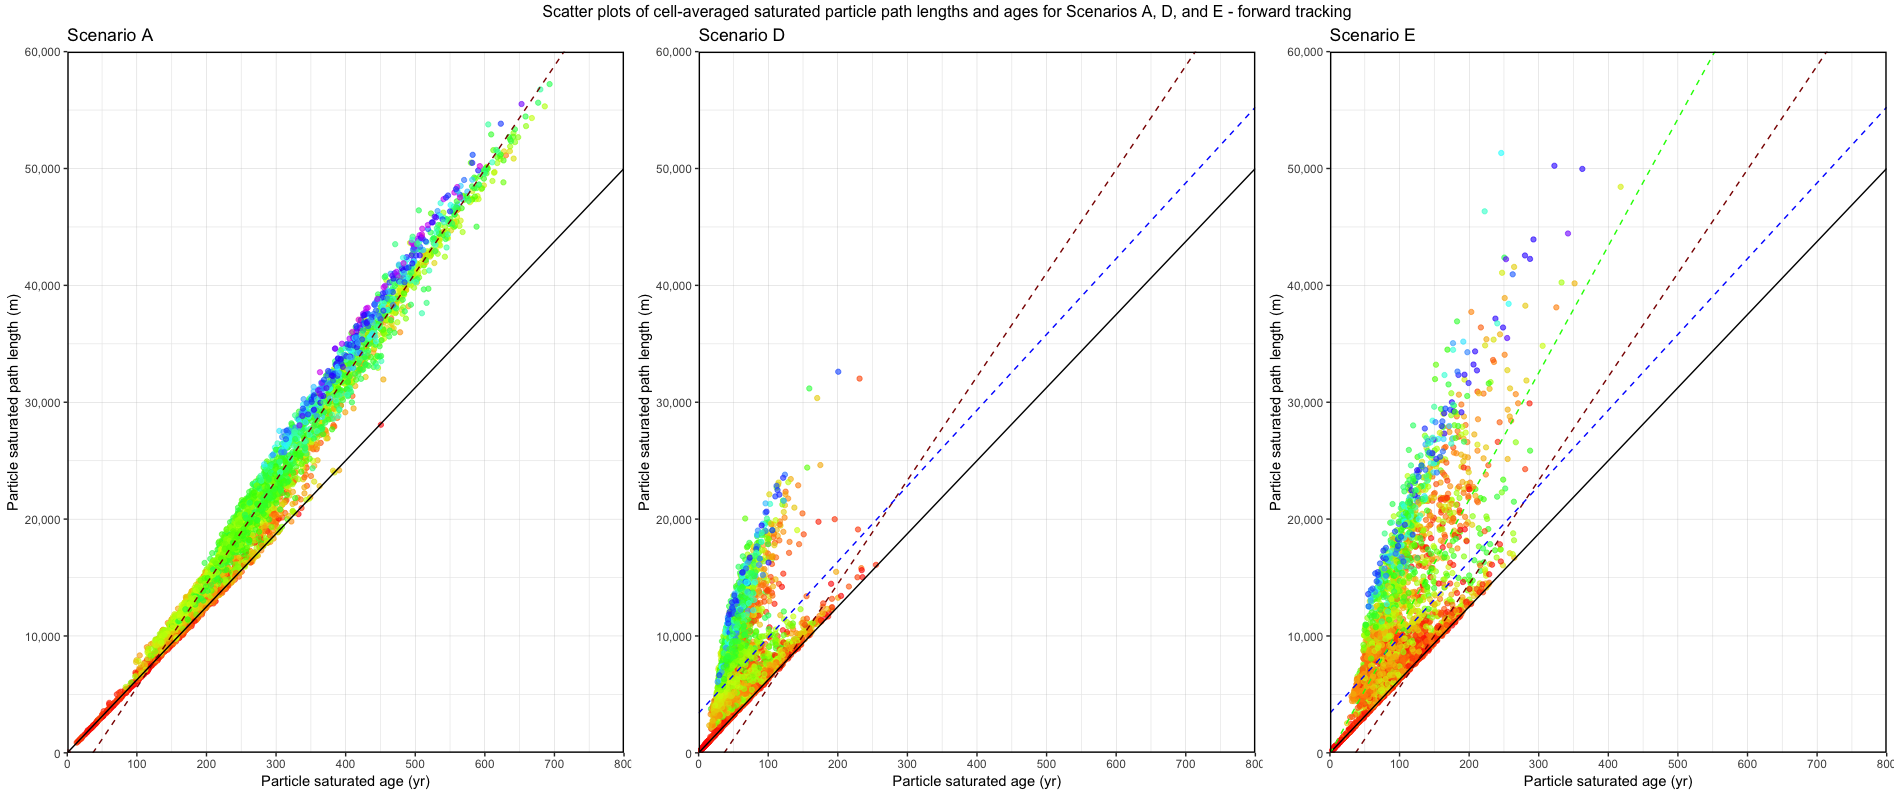 Scatter plots of cell-averaged saturated particle path lengths and ages for Scenarios A, D, and E - forward tracking
Scenario A
60,000
50,000
40,000
30,000
20,000
10,000
0
Particle saturated path length (m)
0 100 200 300 400 500 600 700 800
Particle saturated age (yr)
Scenario D
60,000
50,000
40,000
30,000
20,000
10,000
0
Particle saturated path length (m)
0 100 200 300 400 500 600 700 800
Particle saturated age (yr)
Scenario E
60,000
50,000
40,000
30,000
20,000
10,000
0
Particle saturated path length (m)
0 100 200 300 400 500 600 700 800
Particle saturated age (yr)